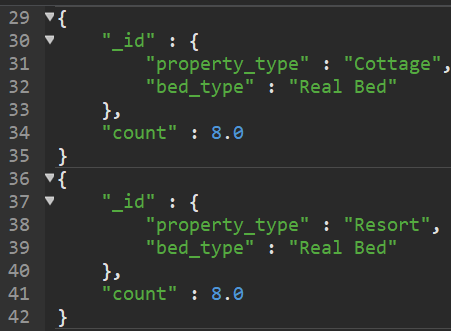 29 {
30 "_id" : {
31 "property_type" : "Cottage",
32 "bed_type" : "Real Bed"
33 },
34 "count" : 8.0
35 }
36 {
37 "_id" : {
38 "property_type" : "Resort",
39 "bed_type" : "Real Bed"
40 },
41 "count" : 8.0
42 }